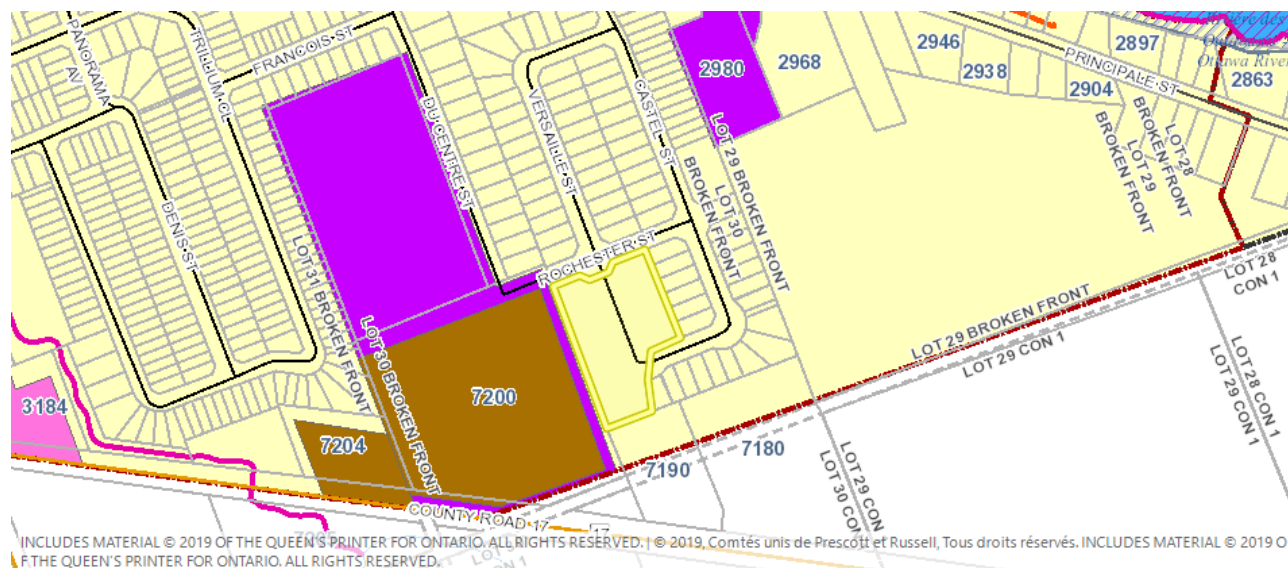 PANORAMA AV
TRILLIUM CL
FRANCOIS ST
DU CENTRE ST
VERSAILLE ST
CASTEL ST
2980
2968
2946
2938
2897
2904
2863
PRINCIPALE ST
Ottawa River
LOT 29 BROKEN FRONT
LOT 30 BROKEN FRONT
LOT 28 BROKEN FRONT
LOT 29 BROKEN FRONT
DENIS ST
ROCHESTER ST
LOT 31 BROKEN FRONT
LOT 30 BROKEN FRONT
LOT 29 BROKEN FRONT
LOT 29 CON 1
LOT 28 CON 1
LOT 28 CON 1
LOT 29 CON 1
3184
7200
7204
7190
7180
LOT 29 CON 1
LOT 30 CON
COUNTY ROAD 17
17
INCLUDES MATERIAL © 2019 OF THE QUEEN'S PRINTER FOR ONTARIO. ALL RIGHTS RESERVED. | © 2019, Comtés unis de Prescott et Russell, Tous droits réservés. INCLUDES MATERIAL © 2019 O
F THE QUEEN'S PRINTER FOR ONTARIO. ALL RIGHTS RESERVED.